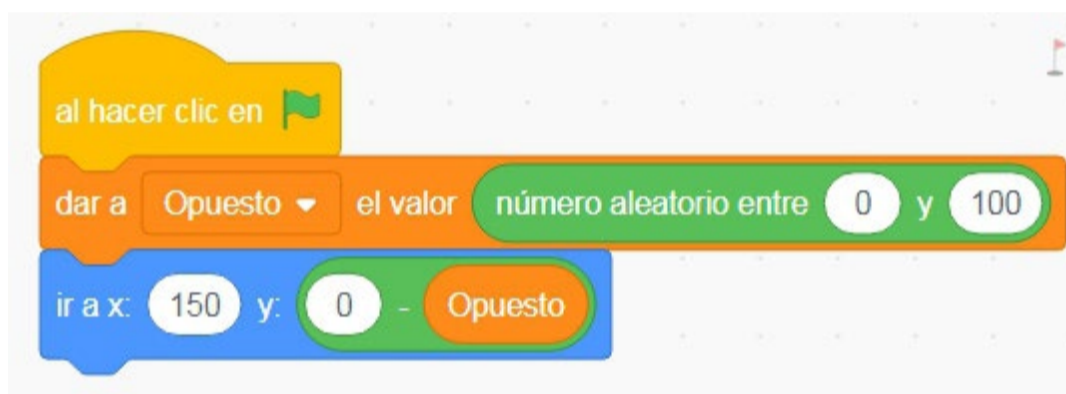 al hacer clic en
dar a Opuesto el valor número aleatorio entre 0 y 100
ir a x: 150 y: 0 - Opuesto